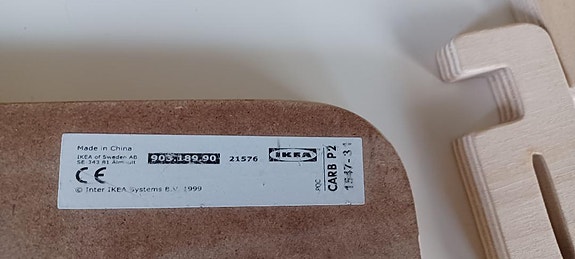 Made in China
IKEA of Sweden AB
SE-343 81 Älmhult
903.189.90 21576 IKEA
CE
© Inter IKEA Systems B.V. 1999
POC
CARB P2